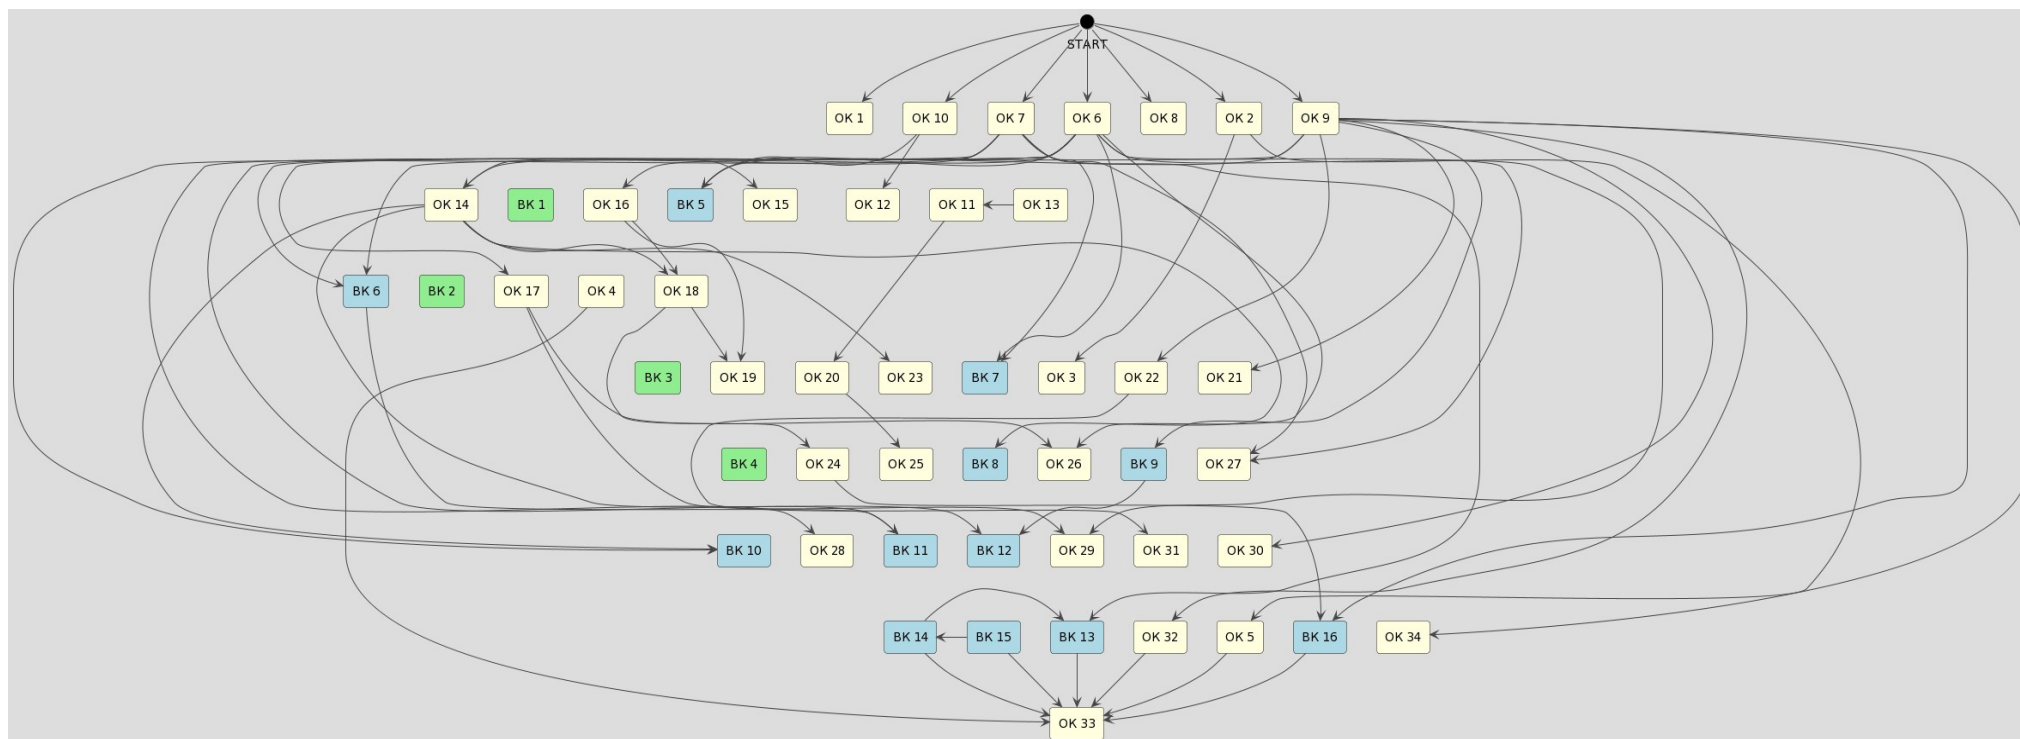 START
OK 1
OK 10
OK 7
OK 6
OK 8
OK 2
OK 9
OK 14
BK 1
OK 16
BK 5
OK 15
OK 12
OK 11
OK 13
BK 6
BK 2
OK 17
OK 4
OK 18
BK 3
OK 19
OK 20
OK 23
BK 7
OK 3
OK 22
OK 21
BK 4
OK 24
OK 25
BK 8
OK 26
BK 9
OK 27
BK 10
OK 28
BK 11
BK 12
OK 29
OK 31
OK 30
BK 14
BK 15
BK 13
OK 32
OK 5
BK 16
OK 34
OK 33